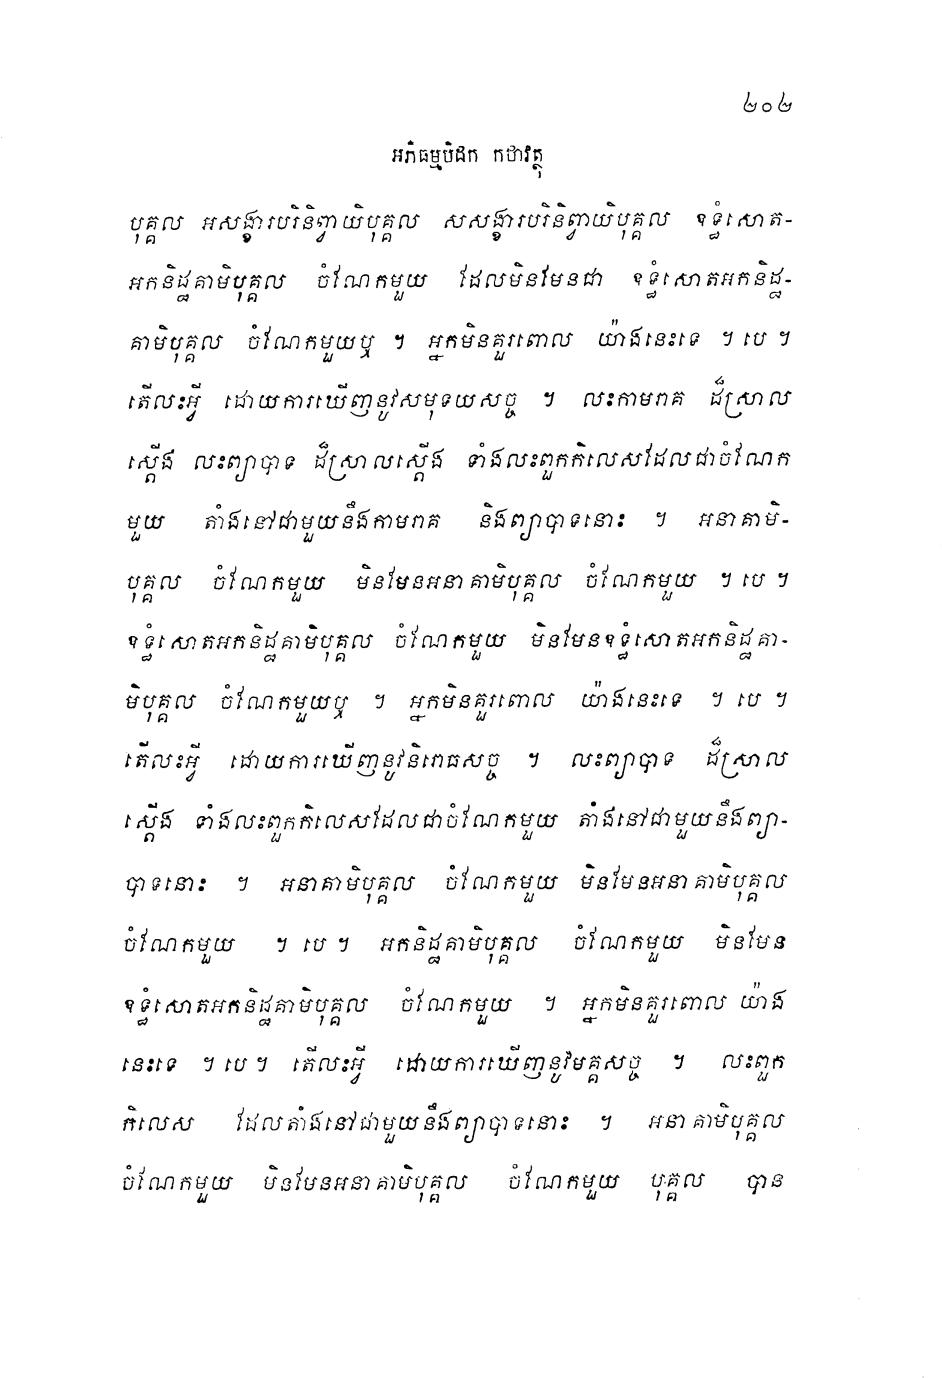 ២០២
អភិធម្មបិដក កថាវត្ថុ
បុគ្គល អសង្ខារបរិនិព្វាយិបុគ្គល សសង្ខារបរិនិព្វាយិបុគ្គល ឧទ្ធំសោត-
អកនិដ្ឋគាមិបុគ្គល ចំណែកមួយ ដែលមិនមែនជា ឧទ្ធំសោតអកនិដ្ឋ-
គាមិបុគ្គល ចំណែកមួយឬ ។ អ្នកមិនគួរពោល យ៉ាងនេះទេ ។ បេ ។
តើលះអ្វី ដោយការឃើញនូវសមុទយសច្ច ។ លះកាមរាគ ដ៏ស្រាល
ស្តើង លះព្យាបាទ ដ៏ស្រាលស្តើង ទាំងលះពួកកិលេសដែលជាចំណែក
មួយ តាំងនៅជាមួយនឹងកាមរាគ និងព្យាបាទនោះ ។ អនាគាមិ-
បុគ្គល ចំណែកមួយ មិនមែនអនាគាមិបុគ្គល ចំណែកមួយ ។ បេ ។
ឧទ្ធំសោតអកនិដ្ឋគាមិបុគ្គល ចំណែកមួយ មិនមែនឧទ្ធំសោតអកនិដ្ឋគា-
មិបុគ្គល ចំណែកមួយឬ ។ អ្នកមិនគួរពោល យ៉ាងនេះទេ ។ បេ ។
តើលះអ្វី ដោយការឃើញនូវនិរោធសច្ច ។ លះព្យាបាទ ដ៏ស្រាល
ស្តើង ទាំងលះពួកកិលេសដែលជាចំណែកមួយ តាំងនៅជាមួយនឹងព្យា-
បាទនោះ ។ អនាគាមិបុគ្គល ចំណែកមួយ មិនមែនអនាគាមិបុគ្គល
ចំណែកមួយ ។ បេ ។ អកនិដ្ឋគាមិបុគ្គល ចំណែកមួយ មិនមែន
ឧទ្ធំសោតអកនិដ្ឋគាមិបុគ្គល ចំណែកមួយ ។ អ្នកមិនគួរពោល យ៉ាង
នេះទេ ។ បេ ។ តើលះអ្វី ដោយការឃើញនូវមគ្គសច្ច ។ លះពួក
កិលេស ដែលតាំងនៅជាមួយនឹងព្យាបាទនោះ ។ អនាគាមិបុគ្គល
ចំណែកមួយ មិនមែនអនាគាមិបុគ្គល ចំណែកមួយ បុគ្គល បាន